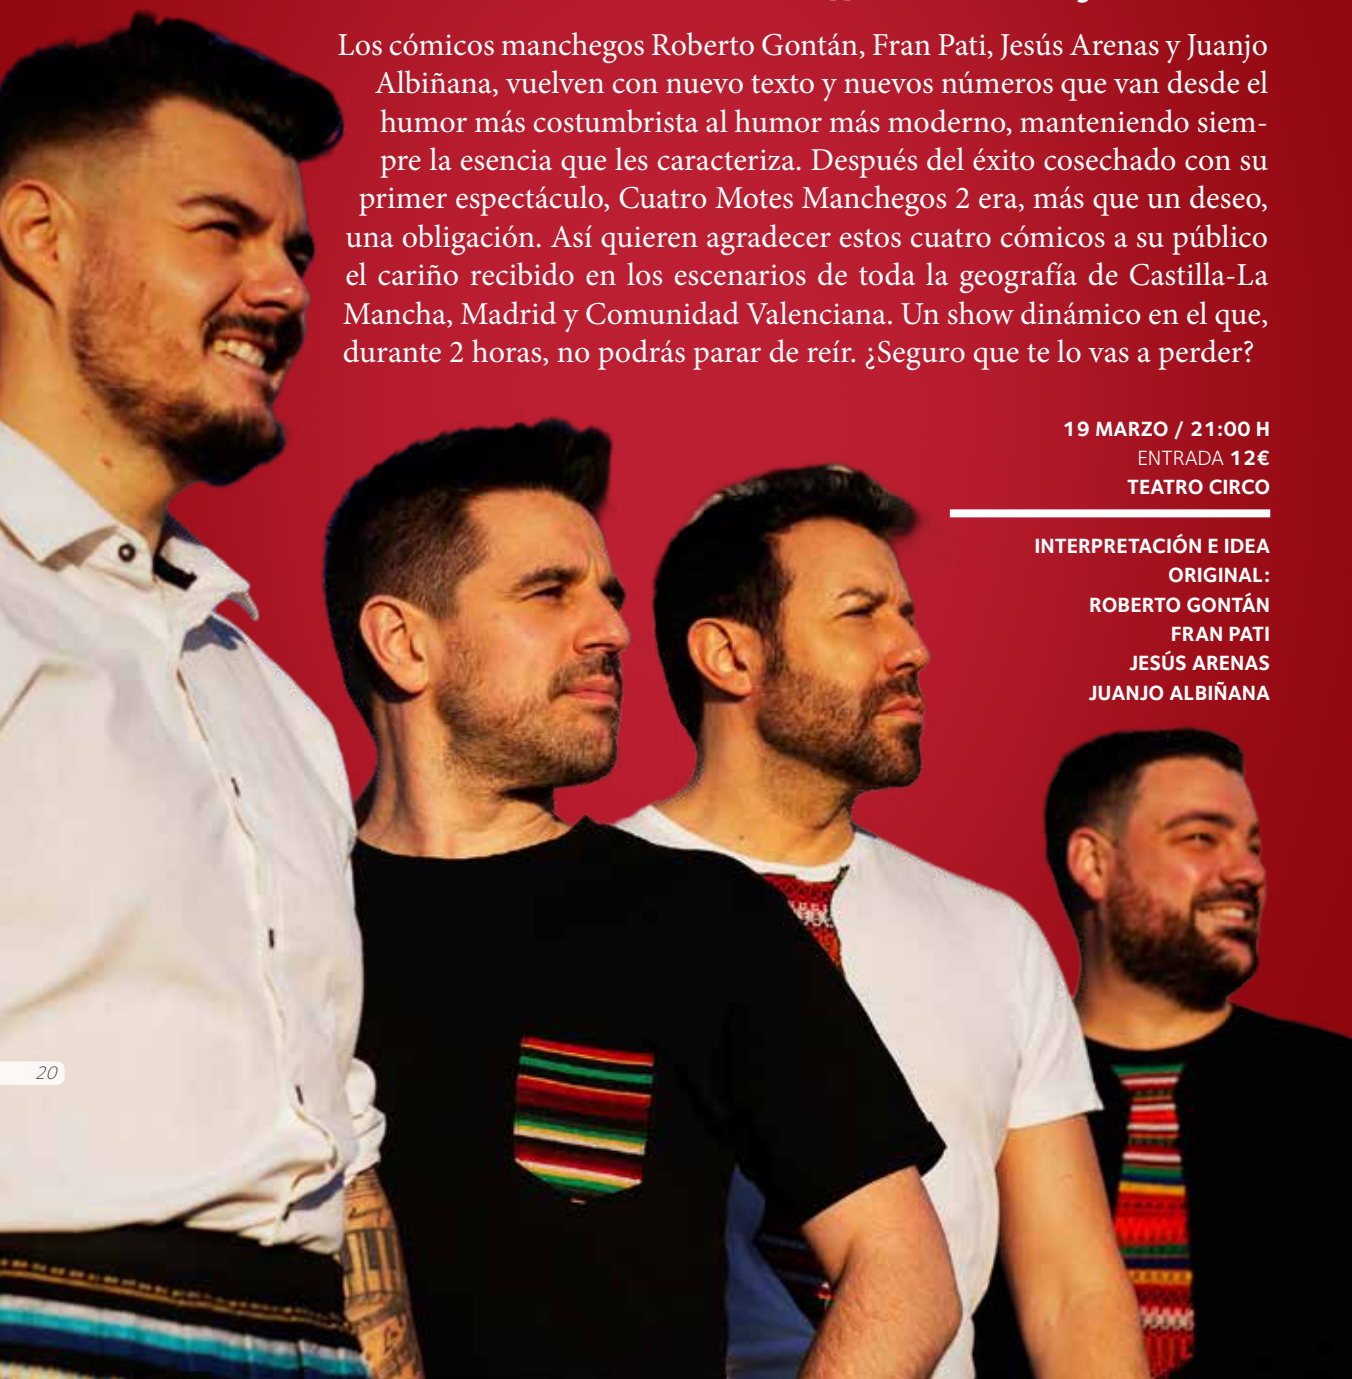 Los cómicos manchegos Roberto Gontán, Fran Pati, Jesús Arenas y Juanjo
Albiñana, vuelven con nuevo texto y nuevos números que van desde el
humor más costumbrista al humor más moderno, manteniendo siem-
pre la esencia que les caracteriza. Después del éxito cosechado con su
primer espectáculo, Cuatro Motes Manchegos 2 era, más que un deseo,
una obligación. Así quieren agradecer estos cuatro cómicos a su público
el cariño recibido en los escenarios de toda la geografía de Castilla-La
Mancha, Madrid y Comunidad Valenciana. Un show dinámico en el que,
durante 2 horas, no podrás parar de reír. ¿Seguro que te lo vas a perder?
19 MARZO / 21:00 H
ENTRADA 12€
TEATRO CIRCO
INTERPRETACIÓN E IDEA
ORIGINAL:
ROBERTO GONTÁN
FRAN PATI
JESÚS ARENAS
JUANJO ALBIÑANA
20